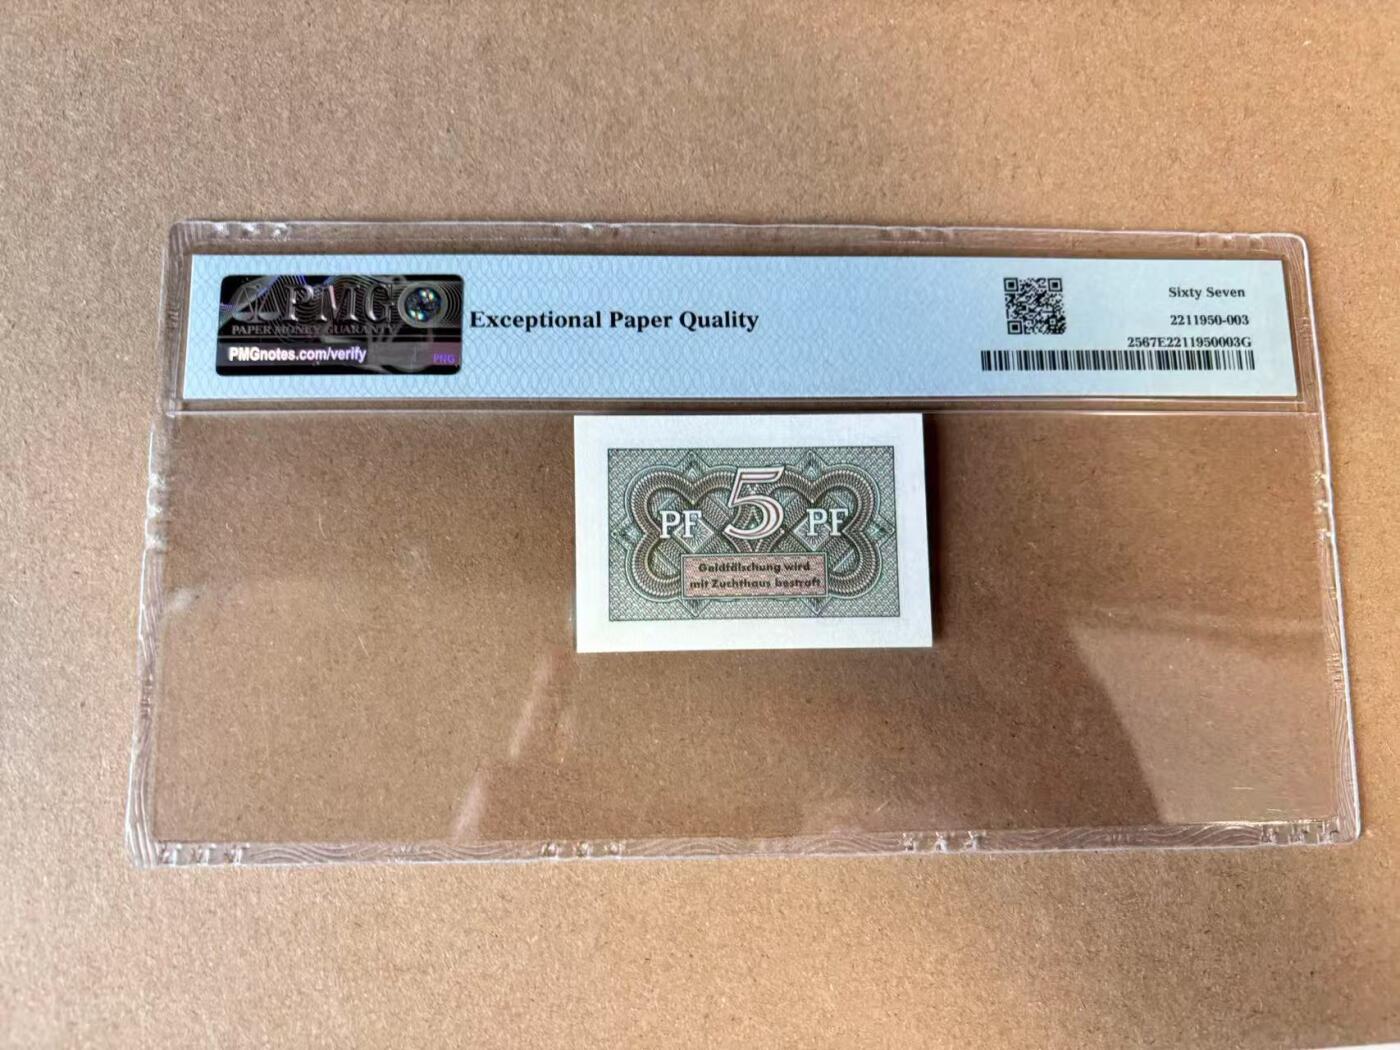 PMG
PAPER MONEY GUARANTY
PMGnotes.com/verify
PNG
Exceptional Paper Quality
Sixty Seven
2211950-003
2567E2211950003G
PF 5 PF
Geldfälschung wird
mit Zuchthaus bestraft